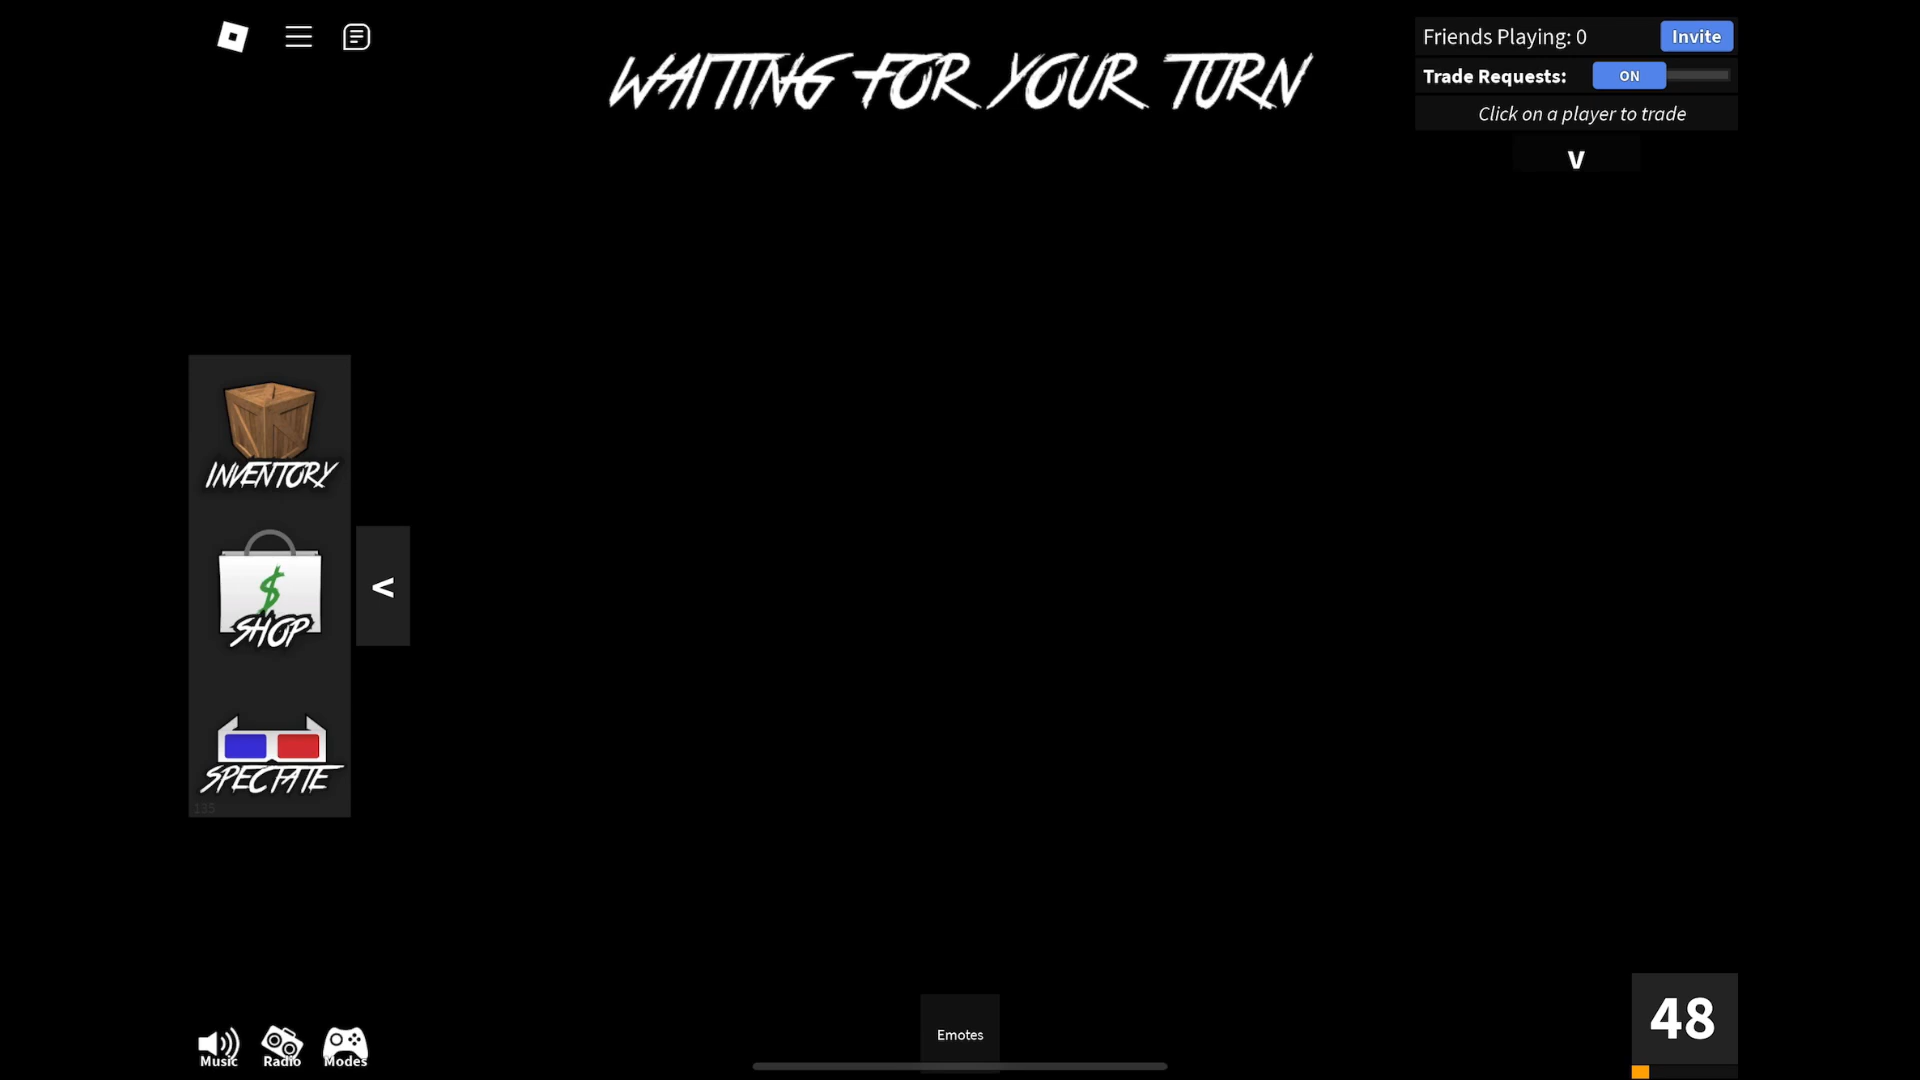 WAITING FOR YOUR TURN
Friends Playing: 0
Invite
Trade Requests:
ON
Click on a player to trade
v
INVENTORY
$
SHOP
<
SPECTATE
135
Music
Radio
Modes
Emotes
48